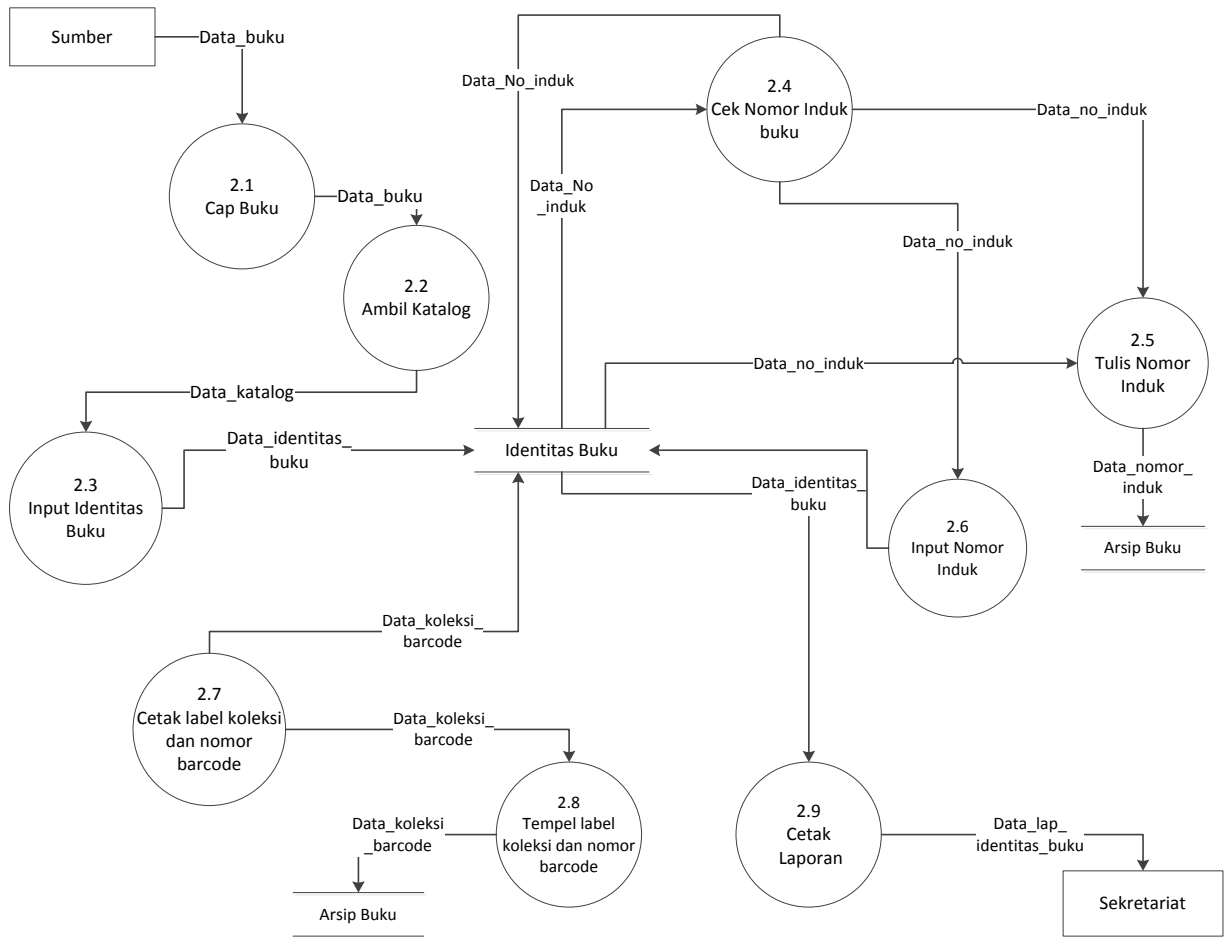 Sumber
Data_buku
2.1
Cap Buku
Data_buku
2.2
Ambil Katalog
Data_katalog
2.3
Input Identitas
Buku
Data_identitas_
buku
Identitas Buku
Data_No_induk
Data_No
_induk
2.4
Cek Nomor Induk
buku
Data_no_induk
Data_no_induk
Data_no_induk
2.5
Tulis Nomor
Induk
Data_nomor_
induk
Arsip Buku
2.6
Input Nomor
Induk
Data_identitas_
buku
Data_koleksi_
barcode
2.7
Cetak label koleksi
dan nomor
barcode
Data_koleksi_
barcode
2.8
Tempel label
koleksi dan nomor
barcode
Data_koleksi
_barcode
Arsip Buku
2.9
Cetak
Laporan
Data_lap_
identitas_buku
Sekretariat